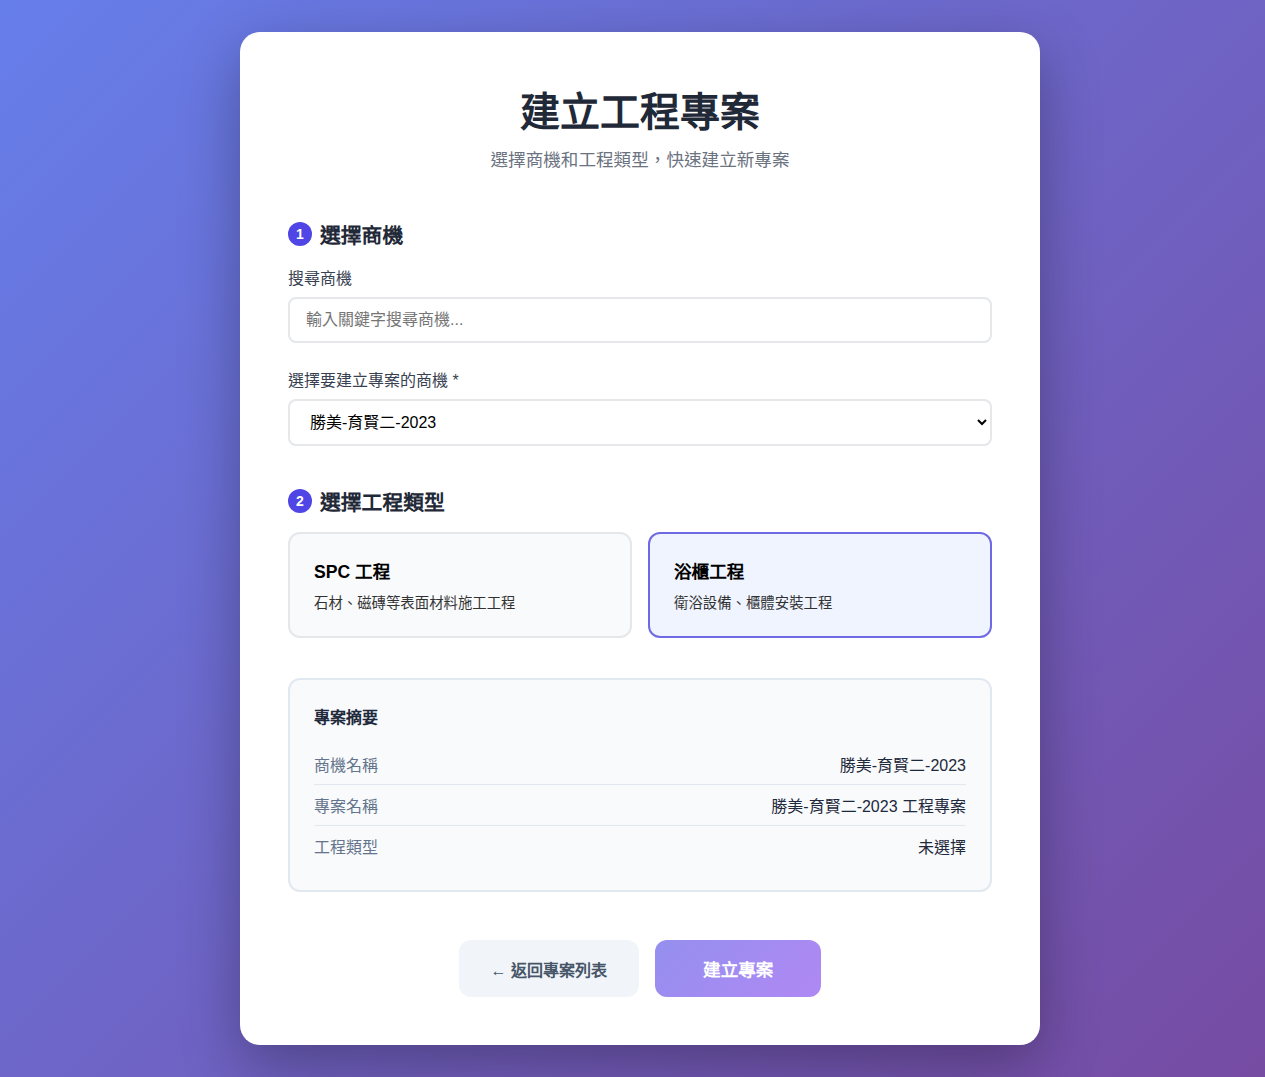 建立工程專案
選擇商機和工程類型，快速建立新專案
1 選擇商機
搜尋商機
輸入關鍵字搜尋商機...
選擇要建立專案的商機 *
勝美-育賢二-2023
2 選擇工程類型
SPC 工程
石材、磁磚等表面材料施工工程
浴櫃工程
衛浴設備、櫃體安裝工程
專案摘要
商機名稱 勝美-育賢二-2023
專案名稱 勝美-育賢二-2023 工程專案
工程類型 未選擇
← 返回專案列表 建立專案